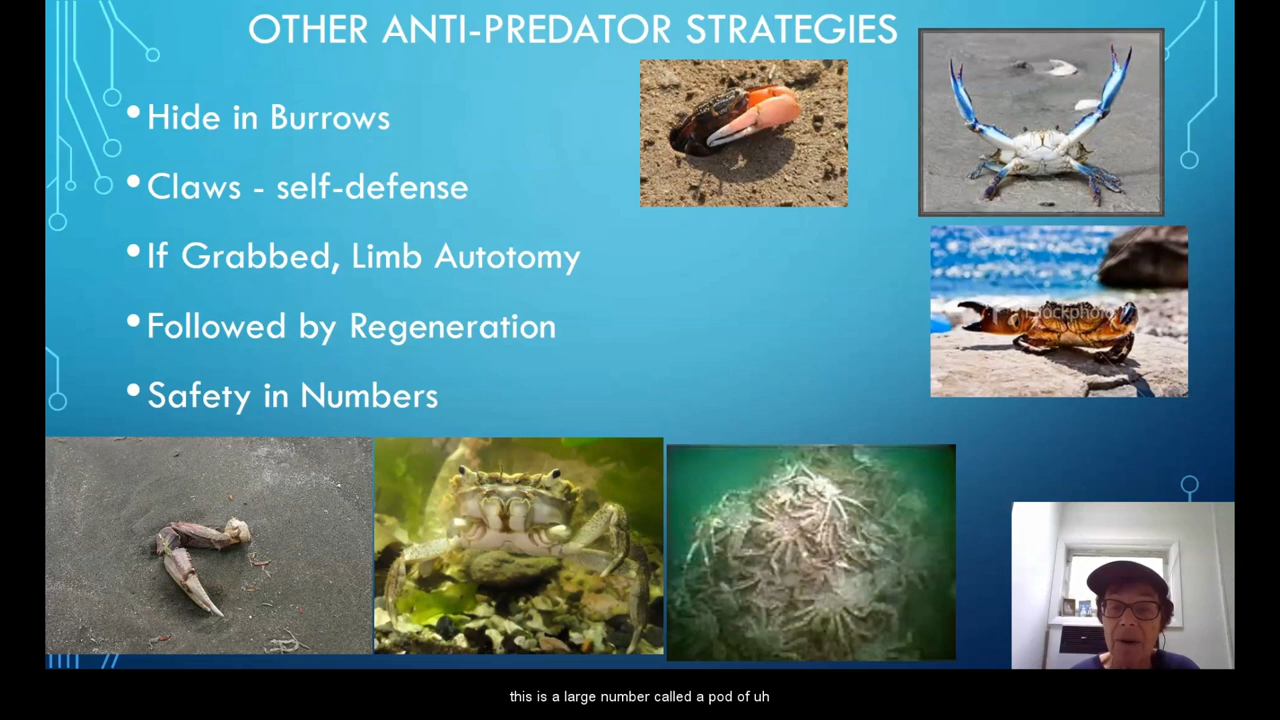 OTHER ANTI-PREDATOR STRATEGIES
•Hide in Burrows
•Claws - self-defense
•If Grabbed, Limb Autotomy
•Followed by Regeneration
•Safety in Numbers
this is a large number called a pod of uh